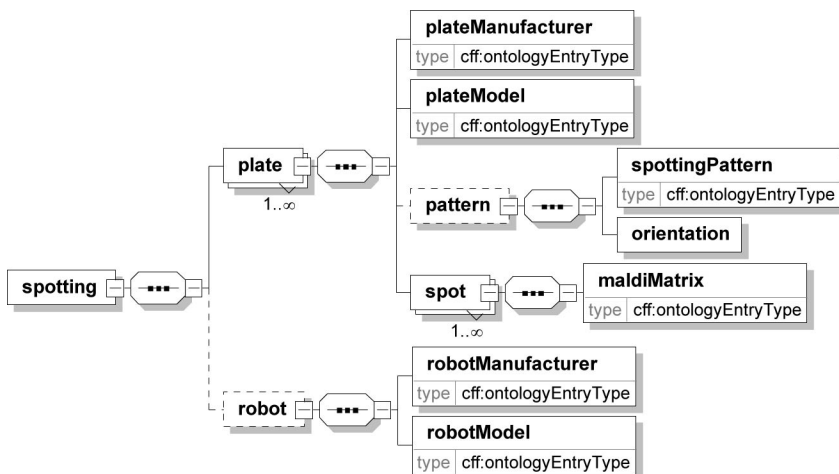 plateManufacturer
type cff:ontologyEntryType
plateModel
type cff:ontologyEntryType
plate
1..∞
spottingPattern
type cff:ontologyEntryType
pattern
orientation
spotting
spot
1..∞
maldiMatrix
type cff:ontologyEntryType
robotManufacturer
type cff:ontologyEntryType
robot
robotModel
type cff:ontologyEntryType